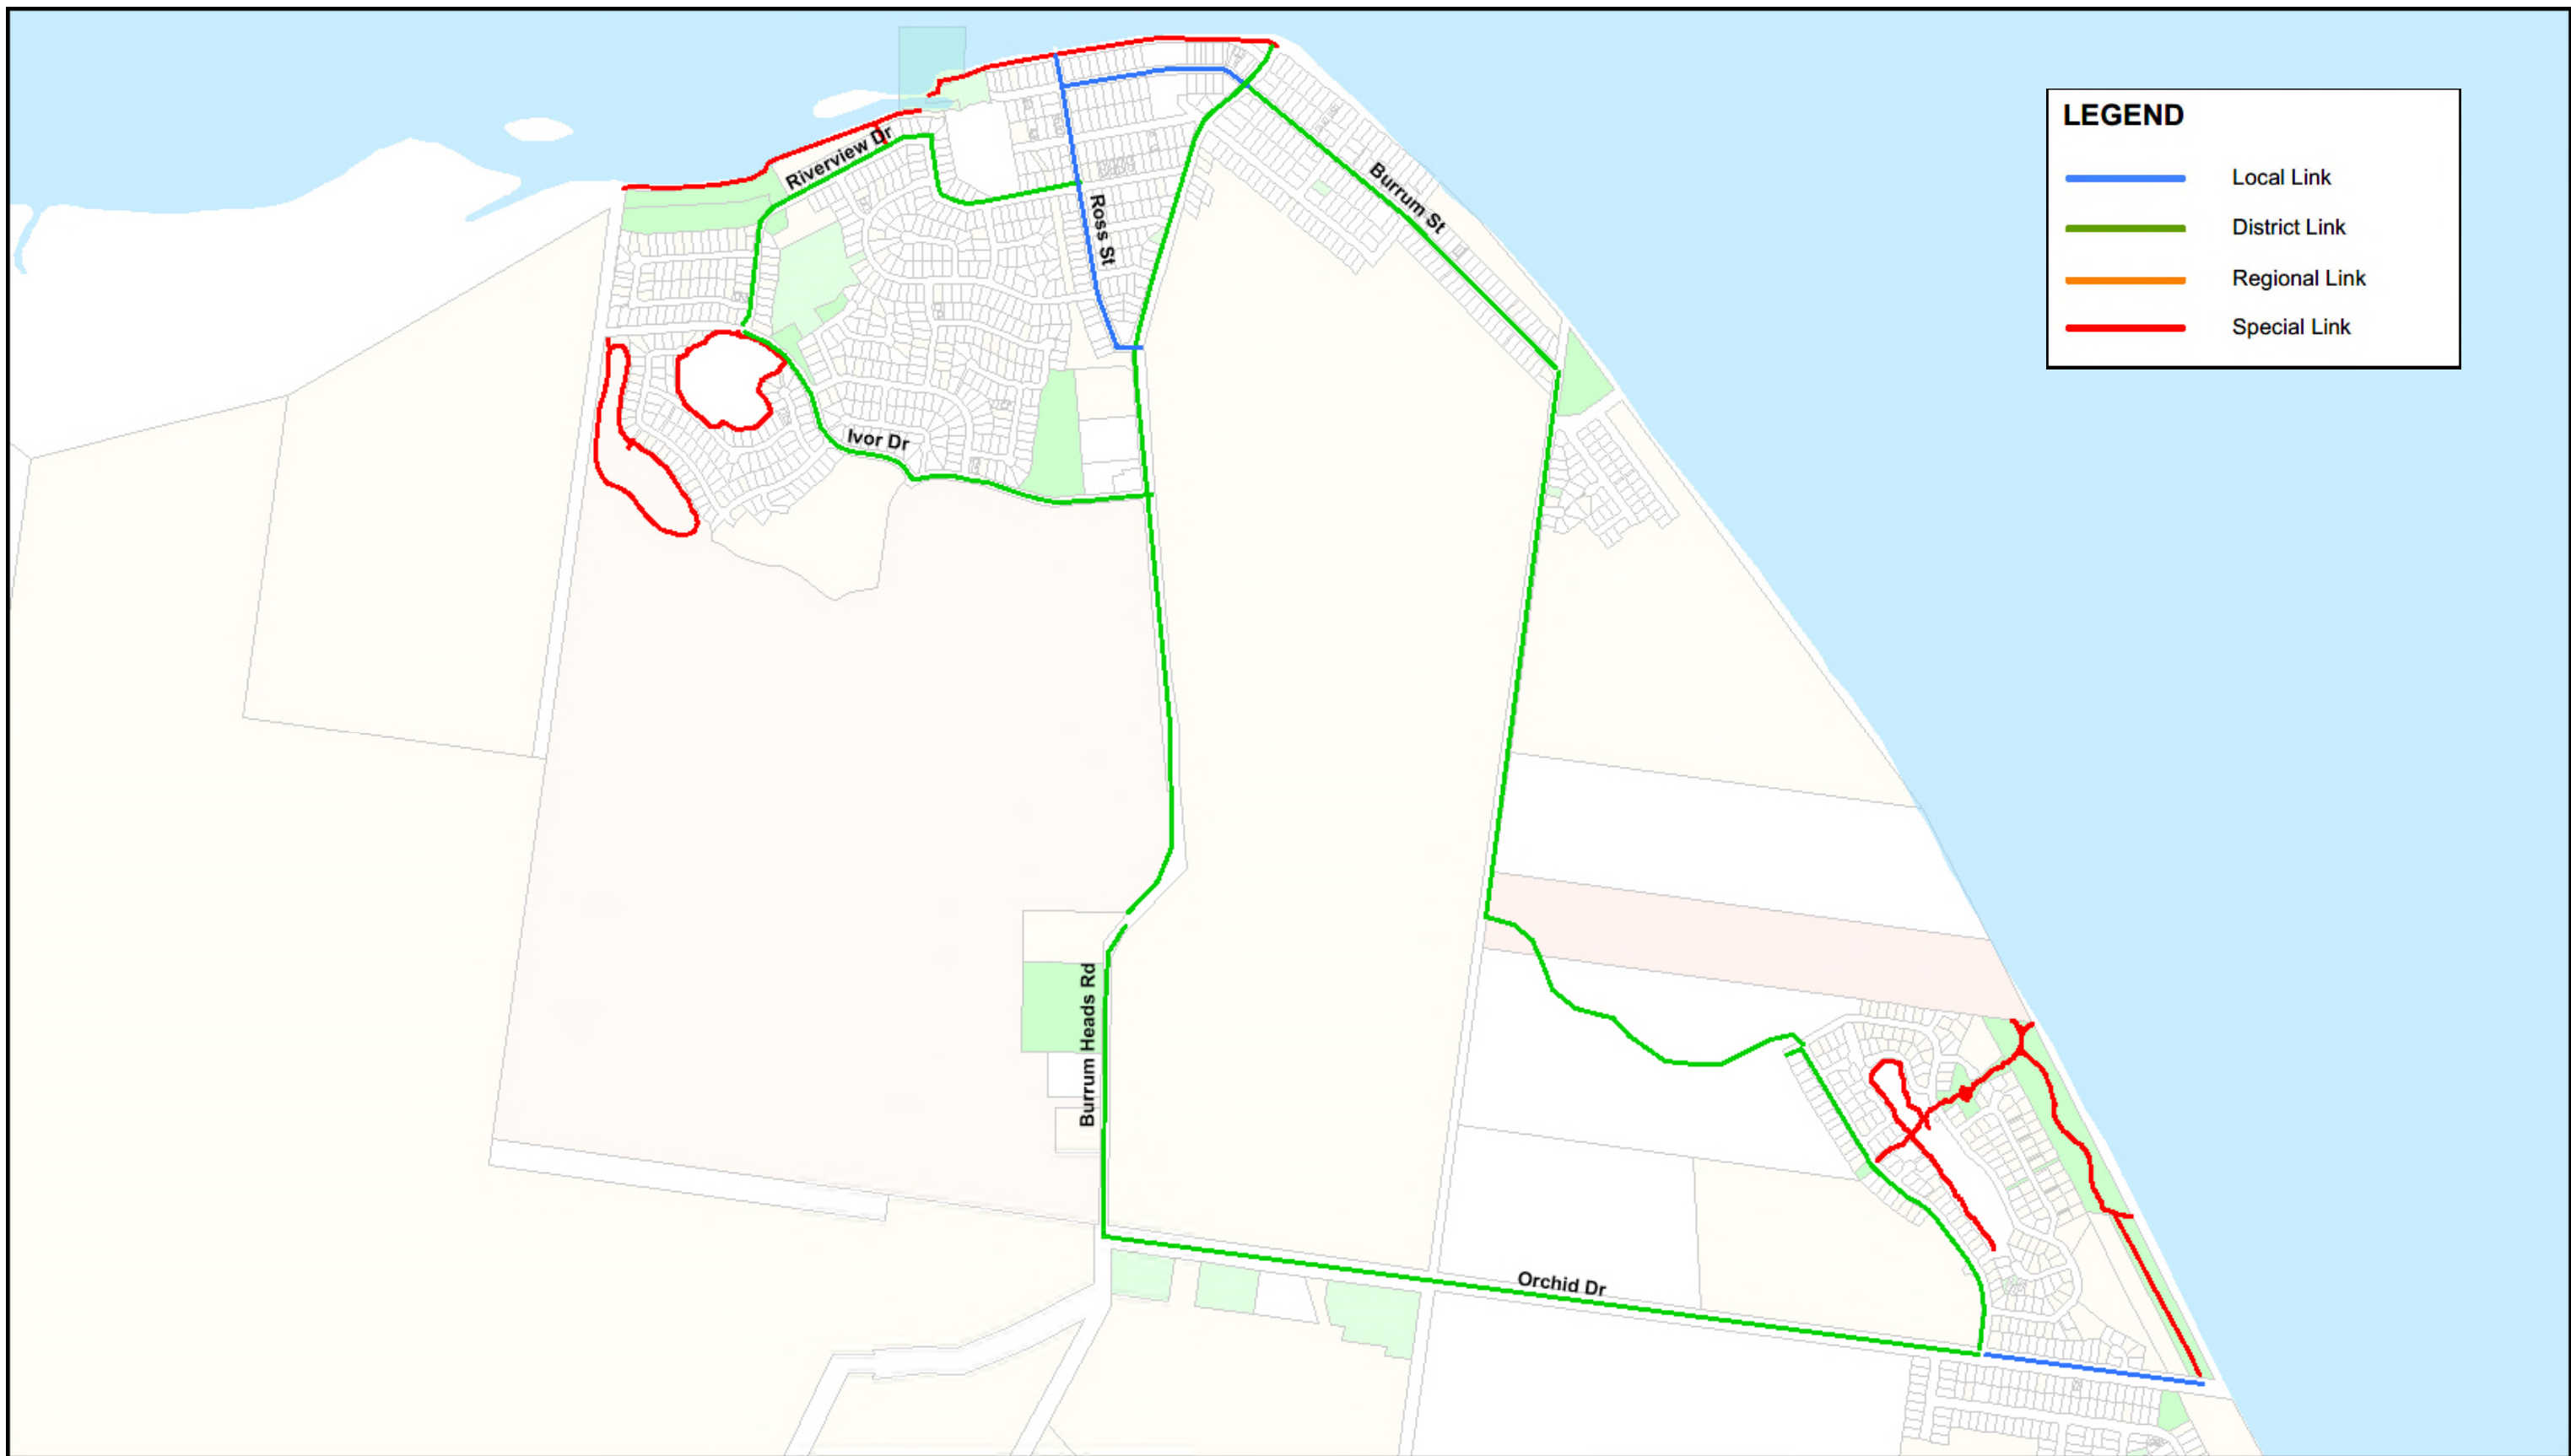 LEGEND
Local Link
District Link
Regional Link
Special Link
Riverview Dr
Ross St
Burrum St
Ivor Dr
Burrum Heads Rd
Orchid Dr